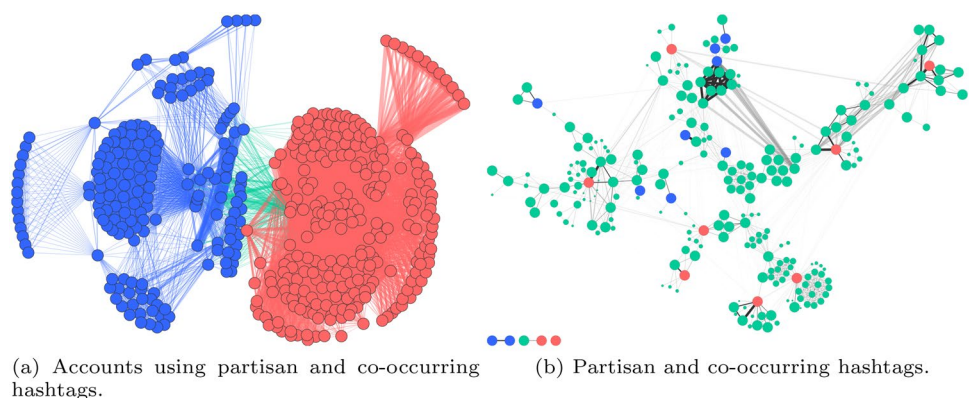 (a) Accounts using partisan and co-occurring
hashtags.
(b) Partisan and co-occurring hashtags.